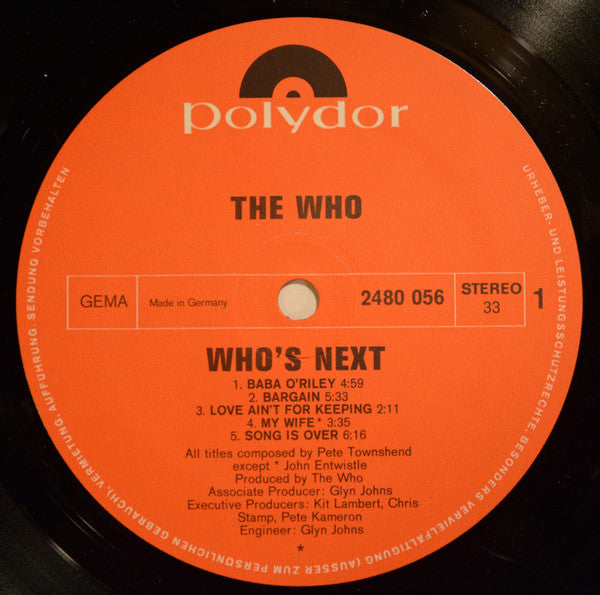 polydor
THE WHO
GEMA
Made in Germany
2480 056
STEREO
33
1
WHO'S NEXT
1. BABA O'RILEY 4:59
2. BARGAIN 5:33
3. LOVE AIN'T FOR KEEPING 2:11
4. MY WIFE* 3:35
5. SONG IS OVER 6:16
All titles composed by Pete Townshend
except * John Entwistle
Produced by The Who
Associate Producer: Glyn Johns
Executive Producers: Kit Lambert, Chris
Stamp, Pete Kameron
Engineer: Glyn Johns
*
URHEBER- UND LEISTUNGSSCHUTZRECHTE, BESONDERS VERVIELFÄLTIGUNG (AUSSER ZUM PERSÖNLICHEN GEBRAUCH), VERMIETUNG, AUFFÜHRUNG, SENDUNG VORBEHALTEN